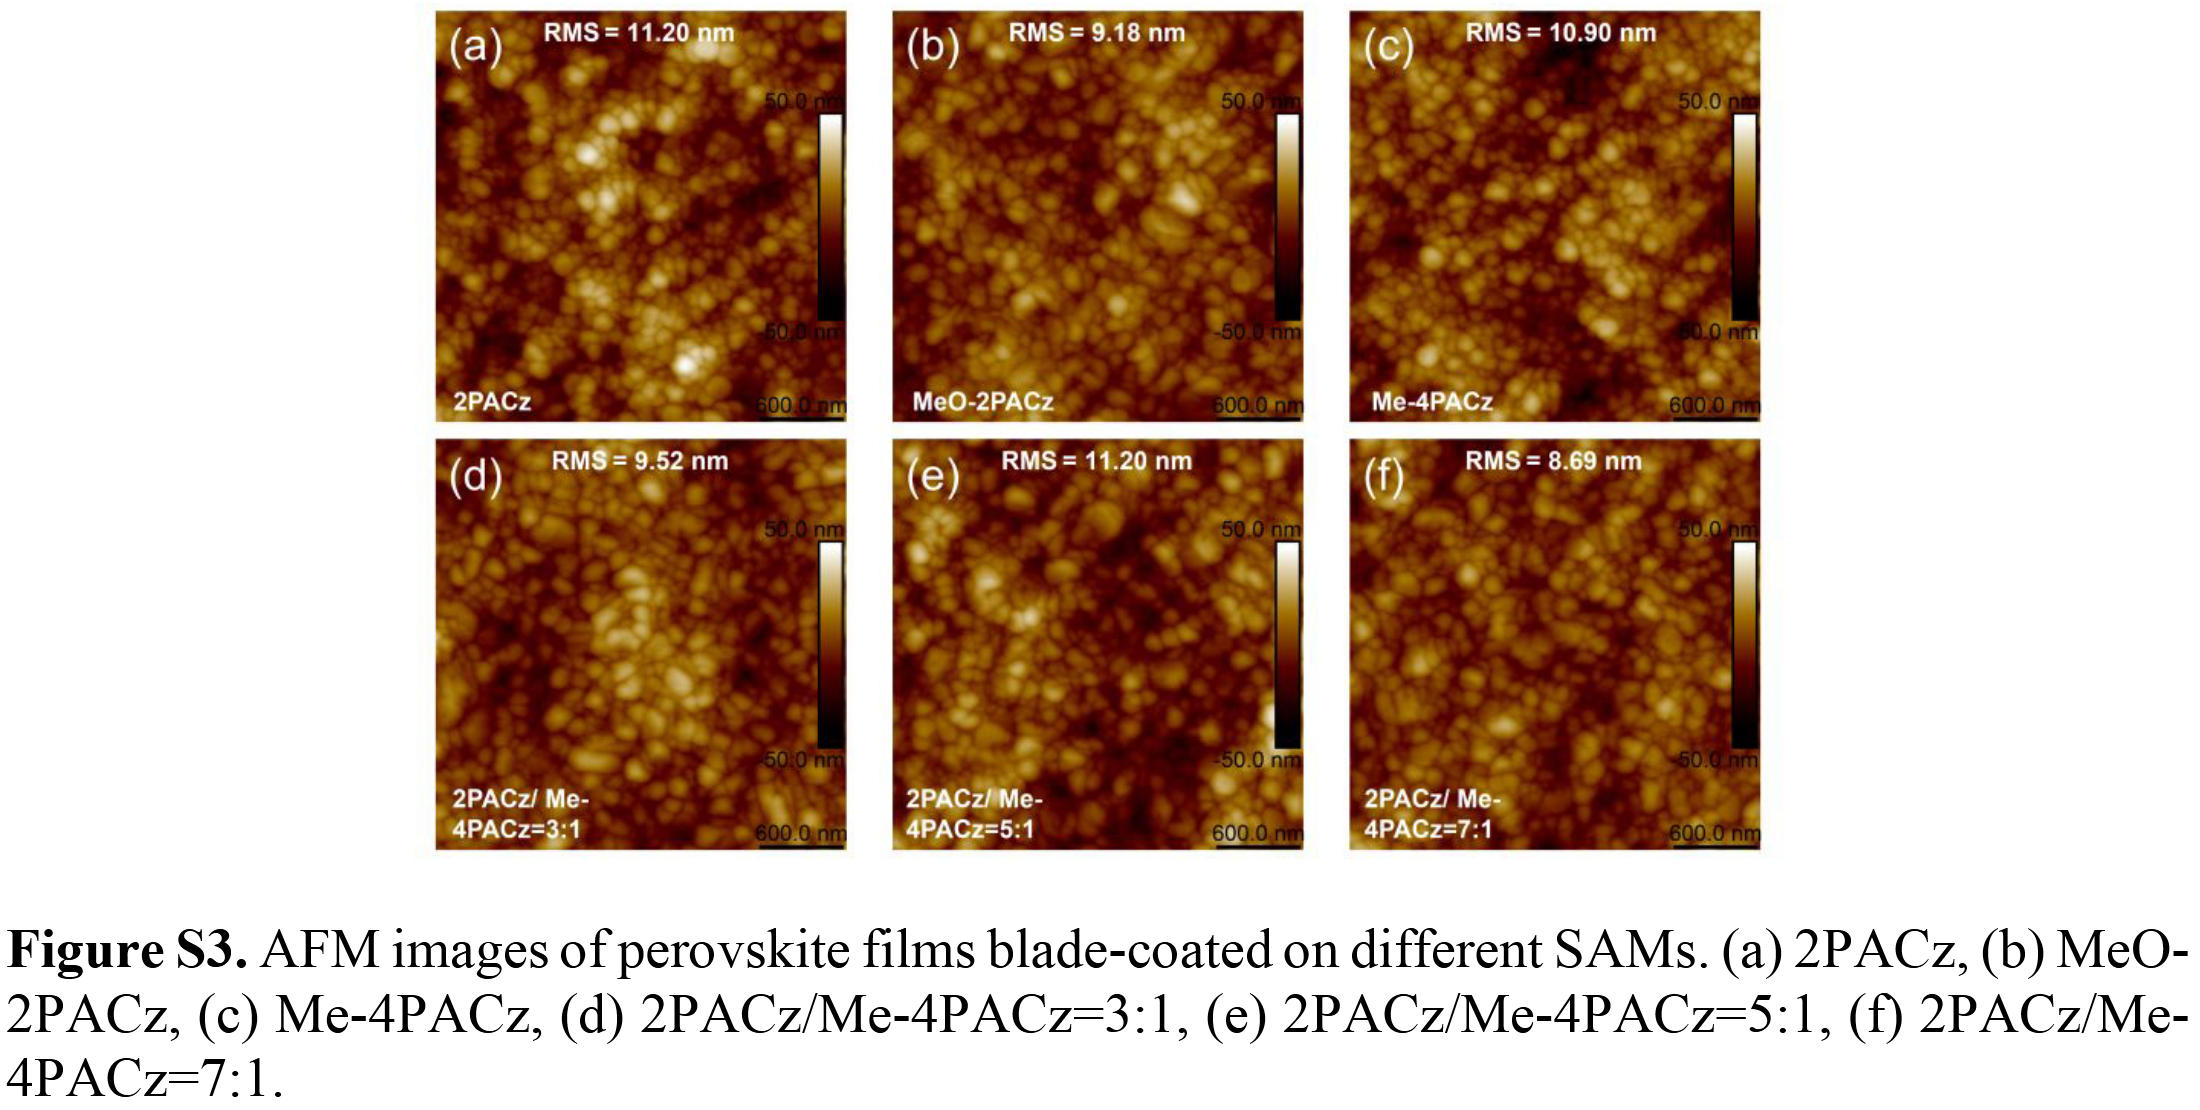 (a)
RMS = 11.20 nm
50.0 nm
-50.0 nm
2PACz
600.0 nm
(b)
RMS = 9.18 nm
50.0 nm
-50.0 nm
MeO-2PACz
600.0 nm
(c)
RMS = 10.90 nm
50.0 nm
-50.0 nm
Me-4PACz
600.0 nm
(d)
RMS = 9.52 nm
50.0 nm
-50.0 nm
2PACz/ Me-
4PACz=3:1
600.0 nm
(e)
RMS = 11.20 nm
50.0 nm
-50.0 nm
2PACz/ Me-
4PACz=5:1
600.0 nm
(f)
RMS = 8.69 nm
50.0 nm
-50.0 nm
2PACz/ Me-
4PACz=7:1
600.0 nm
Figure S3. AFM images of perovskite films blade-coated on different SAMs. (a) 2PACz, (b) MeO-
2PACz, (c) Me-4PACz, (d) 2PACz/Me-4PACz=3:1, (e) 2PACz/Me-4PACz=5:1, (f) 2PACz/Me-
4PACz=7:1.